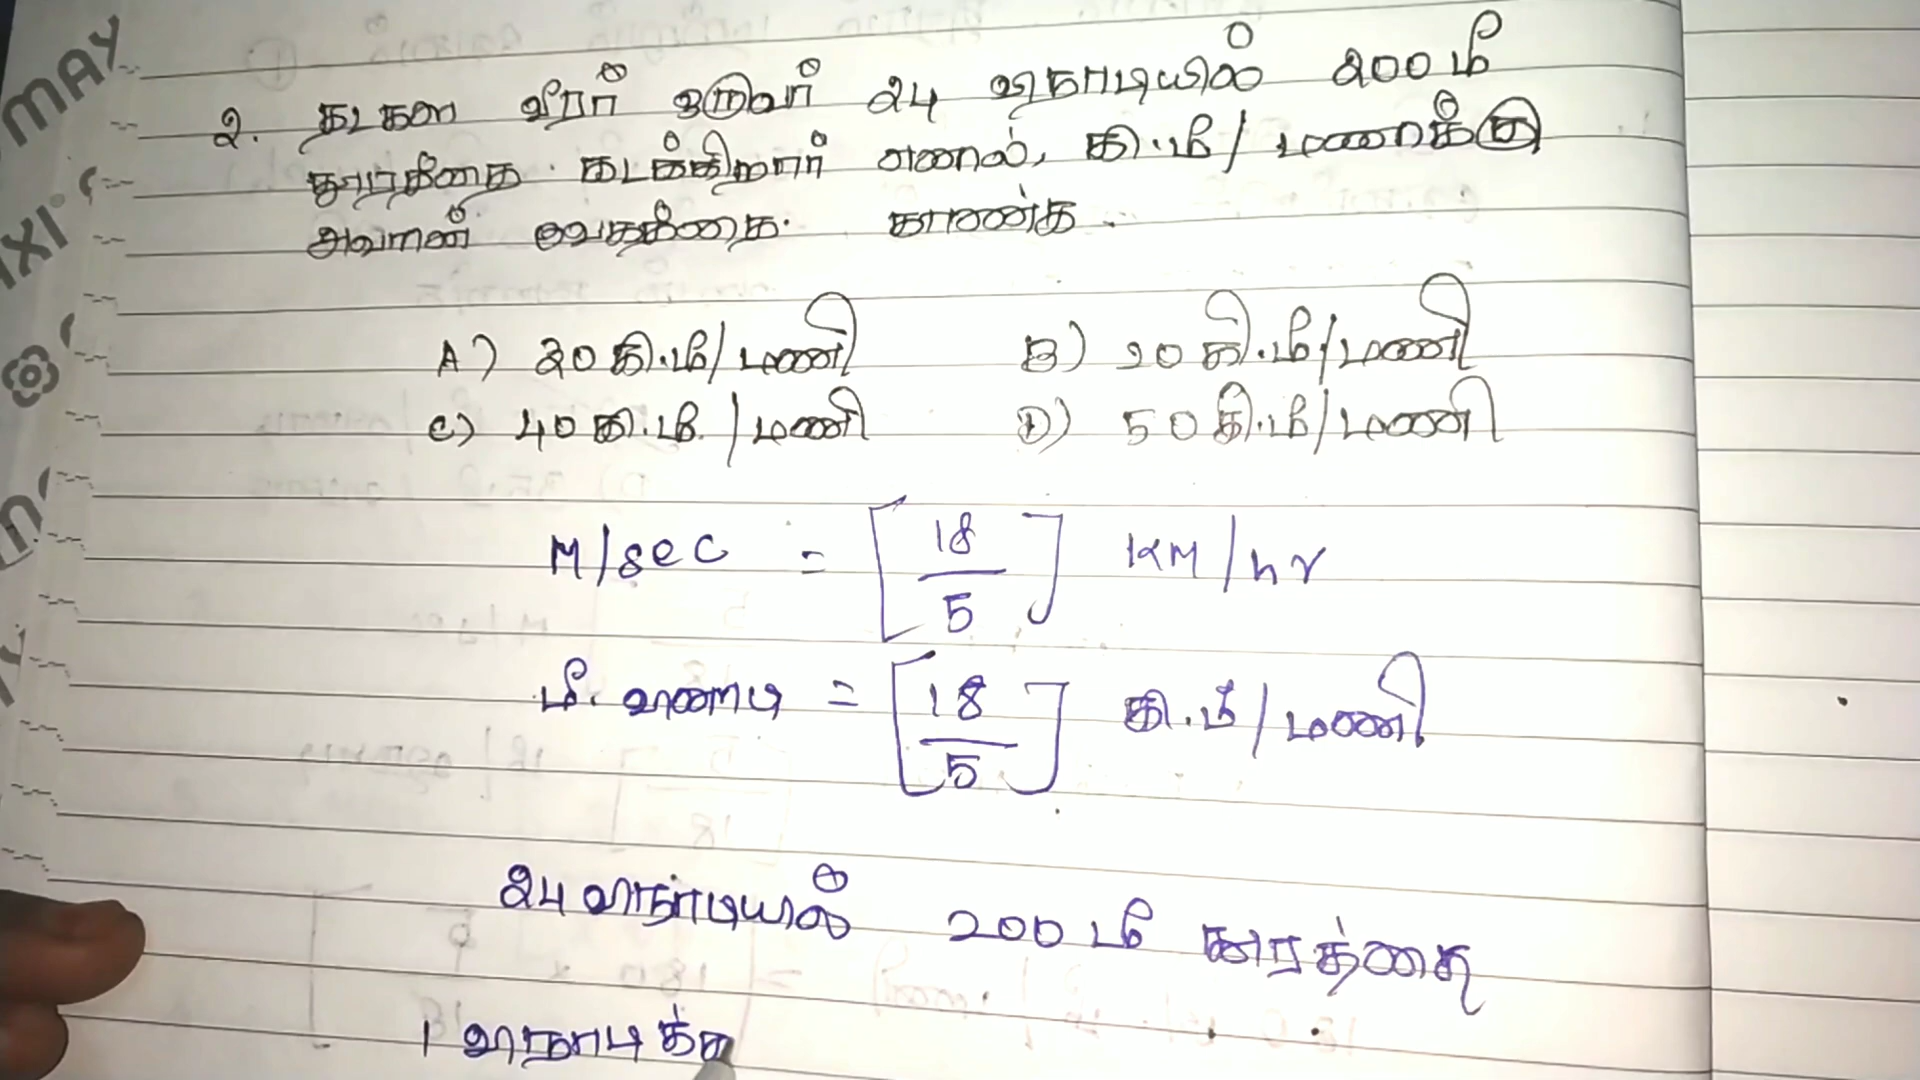 MAY
2. தடகள வீரர் ஒருவர் 24 நொடியில் 200 மீ
தூரத்தை கடக்கிறார் எனில், கி.மீ / மணிக்கு
அவரின் வேகத்தை காண்க.
A) 30 கி.மீ/மணி B) 20 கி.மீ/மணி
C) 40 கி.மீ./மணி D) 50 கி.மீ/மணி
M/sec = [18/5] KM/hr
மீ. வினாடி = [18/5] கி.மீ/மணி
24 நொடியில் 200 மீ தூரத்தை
1 நொடிக்கு